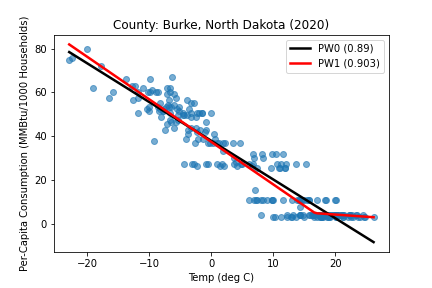 County: Burke, North Dakota (2020)
Per-Capita Consumption (MMBtu/1000 Households)
80
60
40
20
0
PW0 (0.89)
PW1 (0.903)
−20
−10
0
10
20
Temp (deg C)